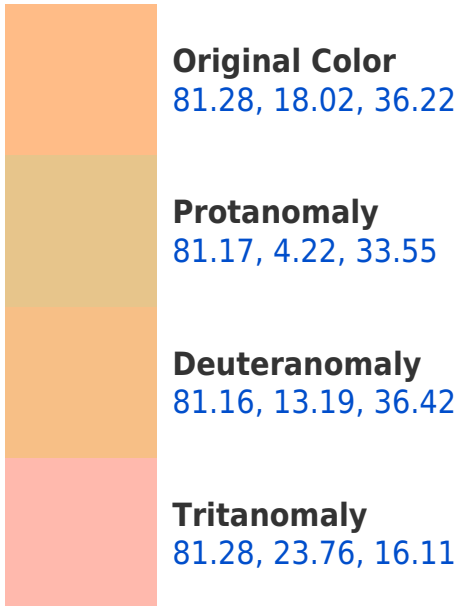 Original Color
81.28, 18.02, 36.22
Protanomaly
81.17, 4.22, 33.55
Deuteranomaly
81.16, 13.19, 36.42
Tritanomaly
81.28, 23.76, 16.11